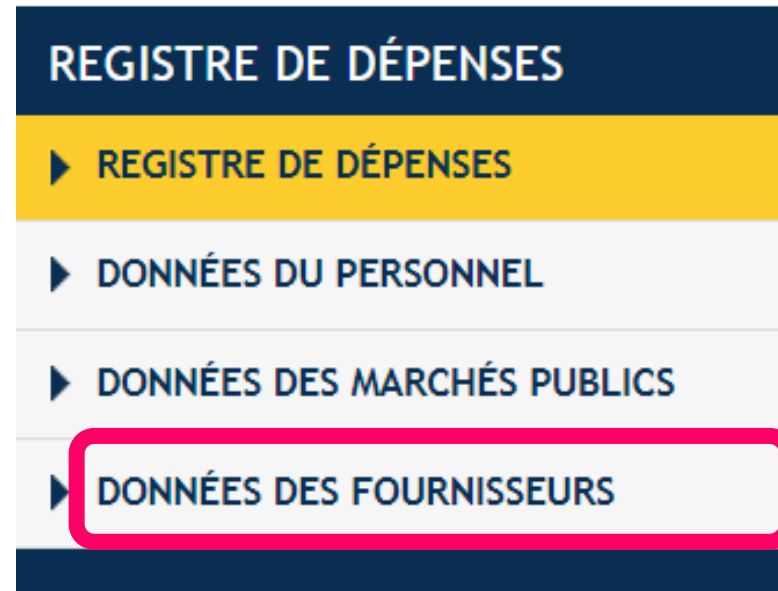 REGISTRE DE DÉPENSES
REGISTRE DE DÉPENSES
DONNÉES DU PERSONNEL
DONNÉES DES MARCHÉS PUBLICS
DONNÉES DES FOURNISSEURS